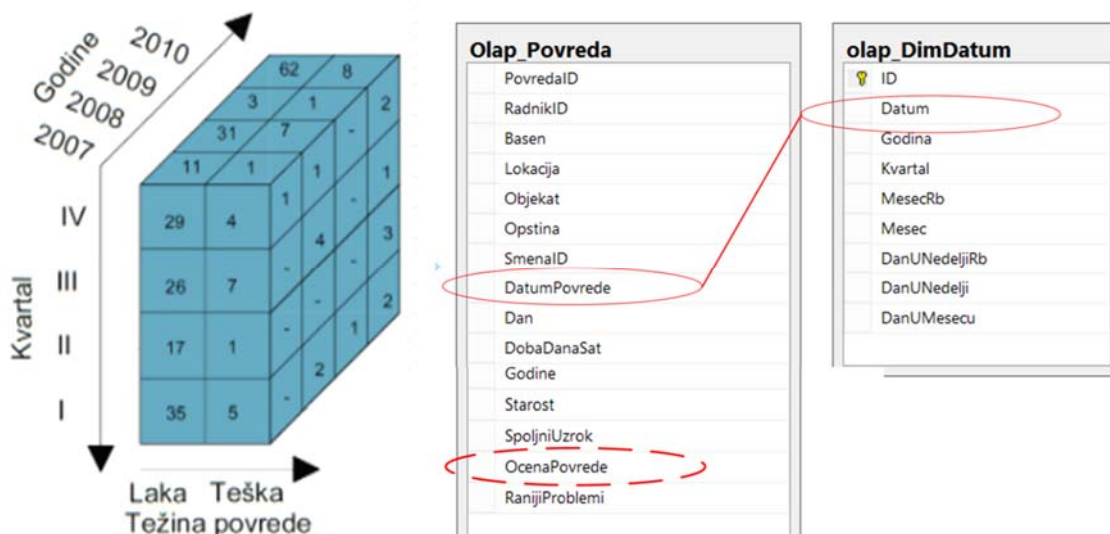 Godine
2010
2009
2008
2007
62 8
3 1
31 7
11 1
Kvartal
IV
III
II
I
29 4
26 7
17 1
35 5
1 1 - 2
- 4 - 1
- - - 3
- 2 1 2
Laka Teška
Težina povrede
Olap_Povreda
PovredaID
RadnikID
Basen
Lokacija
Objekat
Opstina
SmenaID
DatumPovrede
Dan
DobaDanaSat
Godine
Starost
SpoljniUzrok
OcenaPovrede
RanijiProblemi
olap_DimDatum
ID
Datum
Godina
Kvartal
MesecRb
Mesec
DanUNedeljiRb
DanUNedelji
DanUMesecu